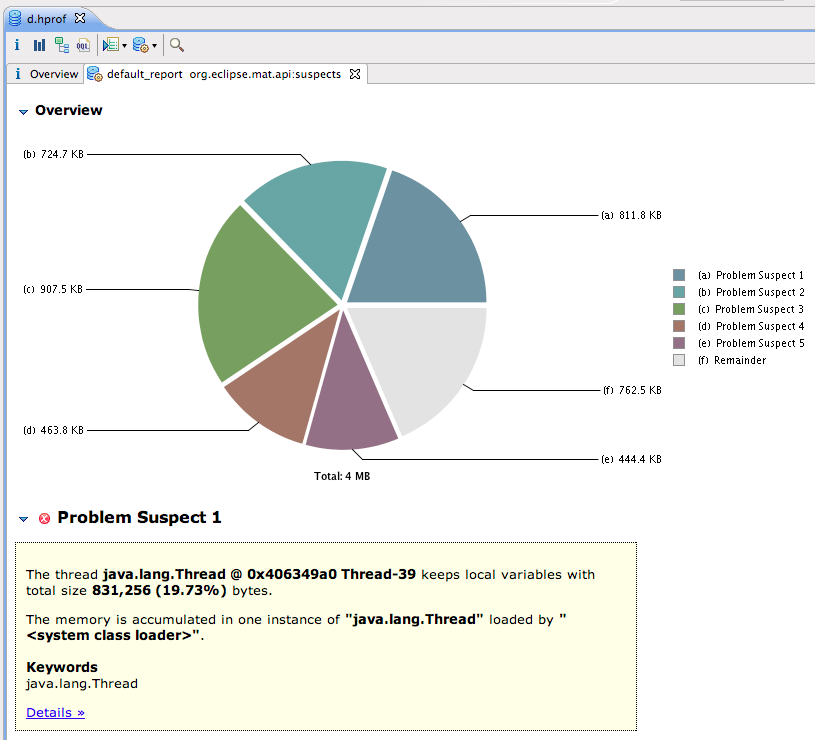 d.hprof
i OQL
i Overview default_report org.eclipse.mat.api:suspects
Overview
(b) 724.7 KB
(a) 811.8 KB
(c) 907.5 KB
(a) Problem Suspect 1
(b) Problem Suspect 2
(c) Problem Suspect 3
(d) Problem Suspect 4
(e) Problem Suspect 5
(f) Remainder
(f) 762.5 KB
(d) 463.8 KB
(e) 444.4 KB
Total: 4 MB
Problem Suspect 1
The thread java.lang.Thread @ 0x406349a0 Thread-39 keeps local variables with
total size 831,256 (19.73%) bytes.
The memory is accumulated in one instance of "java.lang.Thread" loaded by "
<system class loader>".
Keywords
java.lang.Thread
Details »